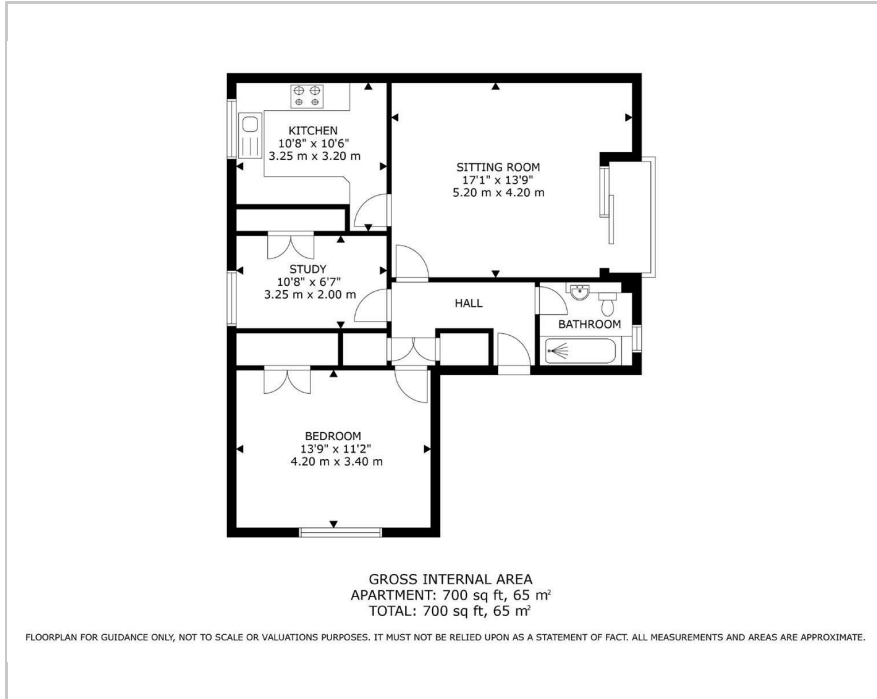 KITCHEN
10'8" x 10'6"
3.25 m x 3.20 m
SITTING ROOM
17'1" x 13'9"
5.20 m x 4.20 m
STUDY
10'8" x 6'7"
3.25 m x 2.00 m
HALL
BATHROOM
BEDROOM
13'9" x 11'2"
4.20 m x 3.40 m
GROSS INTERNAL AREA
APARTMENT: 700 sq ft, 65 m²
TOTAL: 700 sq ft, 65 m²
FLOORPLAN FOR GUIDANCE ONLY, NOT TO SCALE OR VALUATIONS PURPOSES. IT MUST NOT BE RELIED UPON AS A STATEMENT OF FACT. ALL MEASUREMENTS AND AREAS ARE APPROXIMATE.